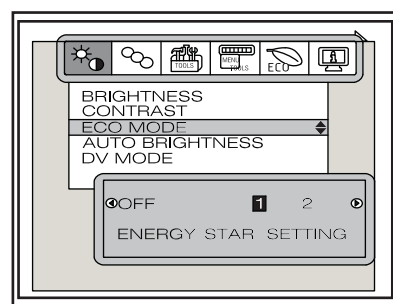 TOOLS MENU TOOLS ECO
BRIGHTNESS
CONTRAST
ECO MODE
AUTO BRIGHTNESS
DV MODE
OFF 1 2
ENERGY STAR SETTING